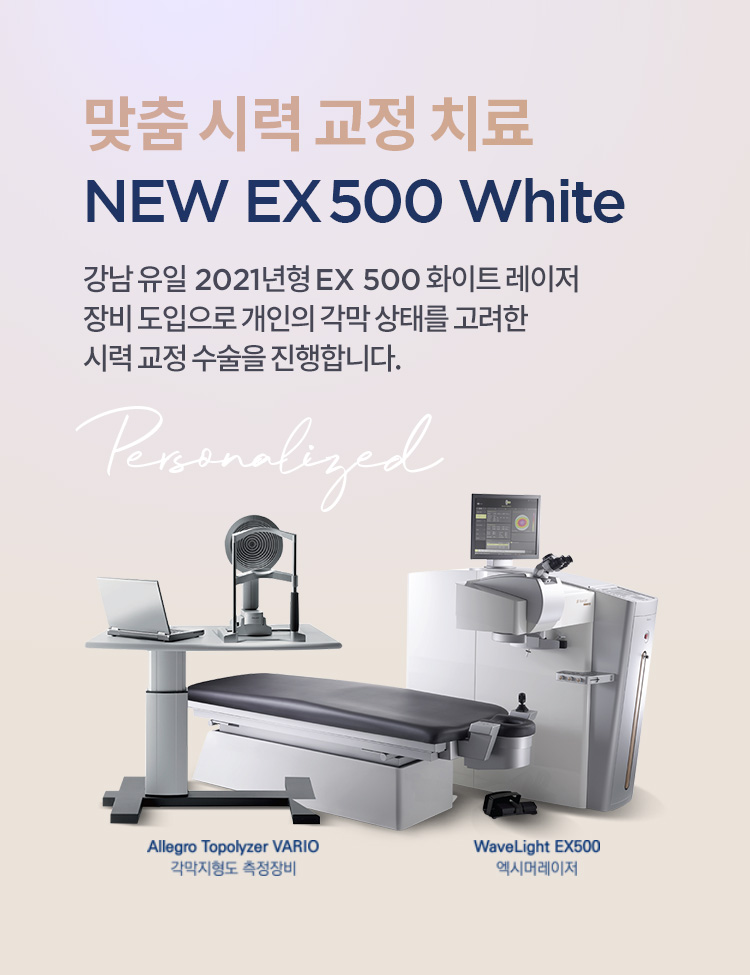 맞춤 시력 교정 치료
NEW EX500 White
강남 유일 2021년형 EX 500 화이트 레이저
장비 도입으로 개인의 각막 상태를 고려한
시력 교정 수술을 진행합니다.
Personalized
Allegro Topolyzer VARIO
각막지형도 측정장비
WaveLight EX500
엑시머레이저